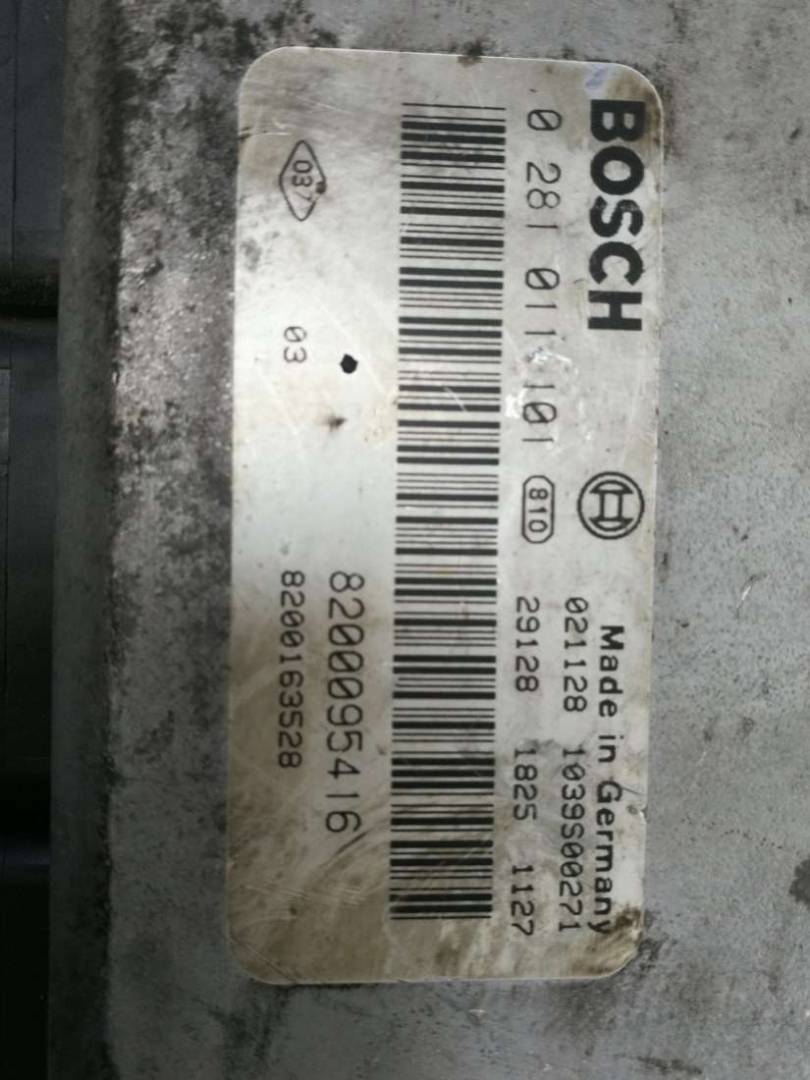 BOSCH
Made in Germany
021128 1039S00271
0 281 011 101 810 29128 1825 1127
8200095416
037 03 8200163528